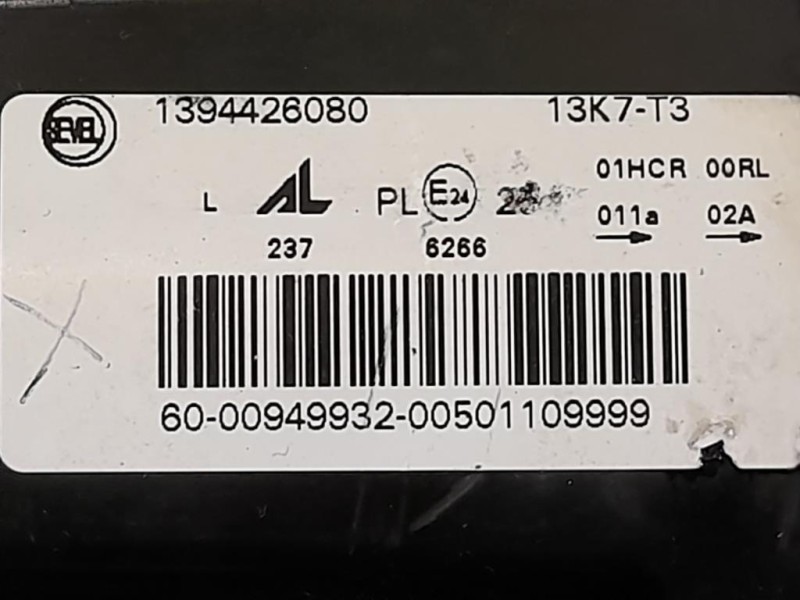 SEVEL 1394426080 13K7-T3
L AL PL E24 01HCR 00RL
011a 02A
237 6266
60-00949932-00501109999